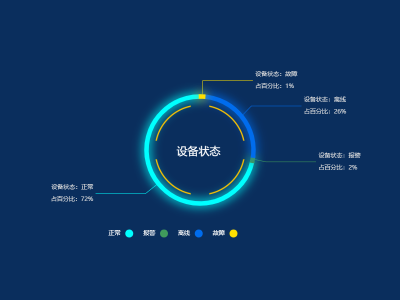 设备状态：故障
占百分比：1%
设备状态：离线
占百分比：26%
设备状态
设备状态：报警
占百分比：2%
设备状态：正常
占百分比：72%
正常 报警 离线 故障